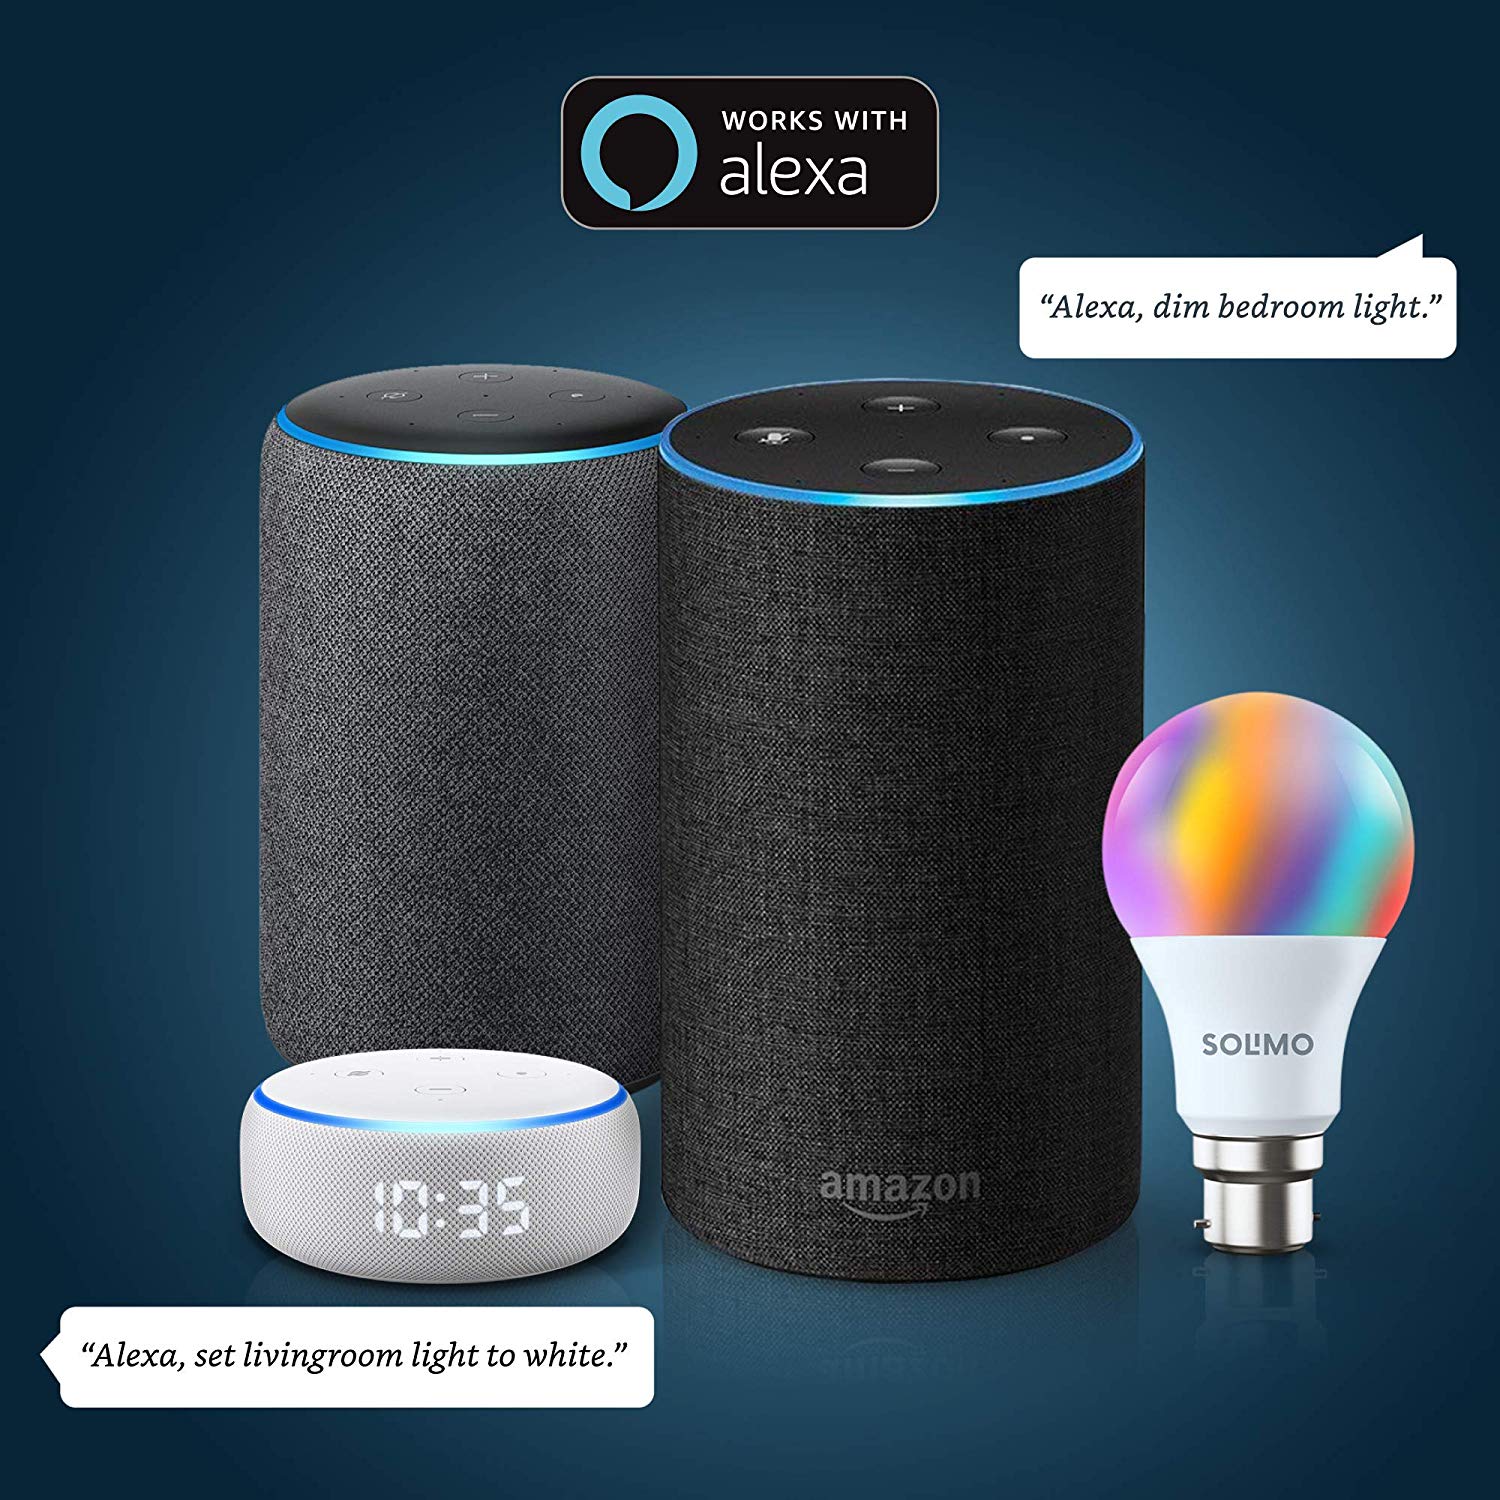 WORKS WITH
alexa
“Alexa, dim bedroom light.”
SOLIMO
amazon
10:35
“Alexa, set livingroom light to white.”